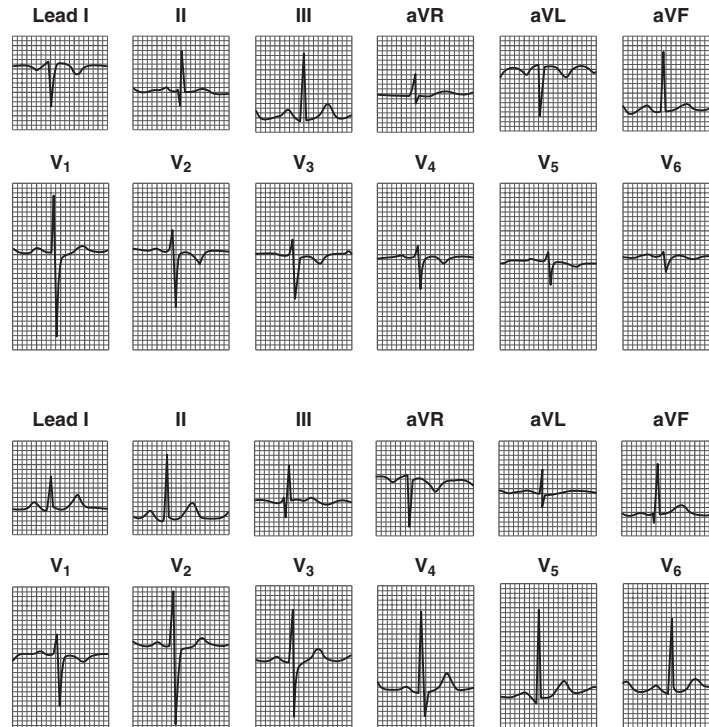 Lead I II III aVR aVL aVF
V₁ V₂ V₃ V₄ V₅ V₆
Lead I II III aVR aVL aVF
V₁ V₂ V₃ V₄ V₅ V₆